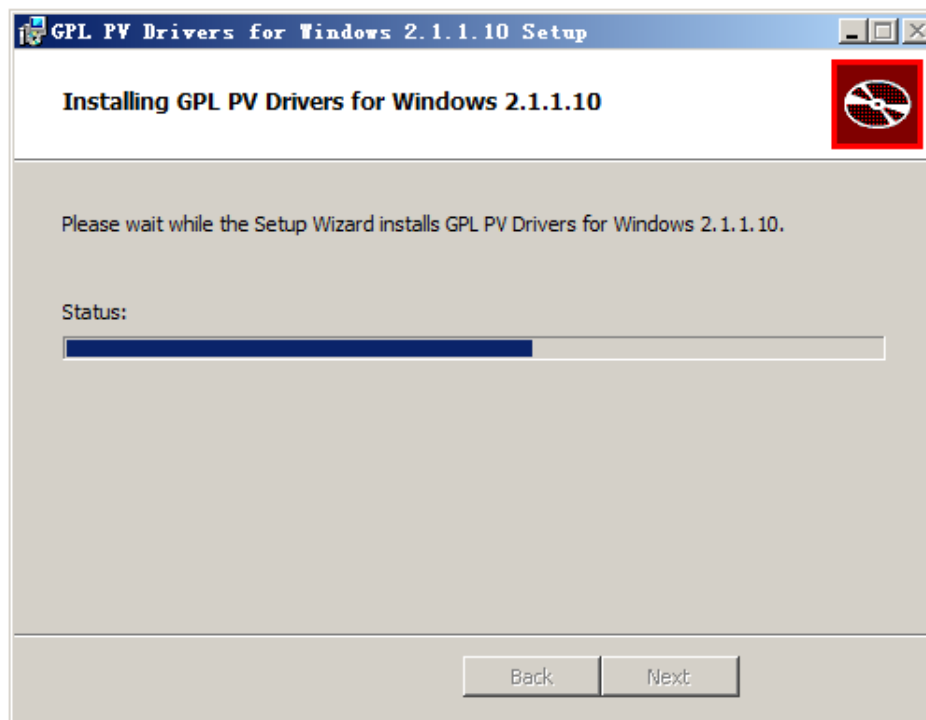 GPL PV Drivers for Windows 2.1.1.10 Setup
Installing GPL PV Drivers for Windows 2.1.1.10
Please wait while the Setup Wizard installs GPL PV Drivers for Windows 2.1.1.10.
Status:
Back Next